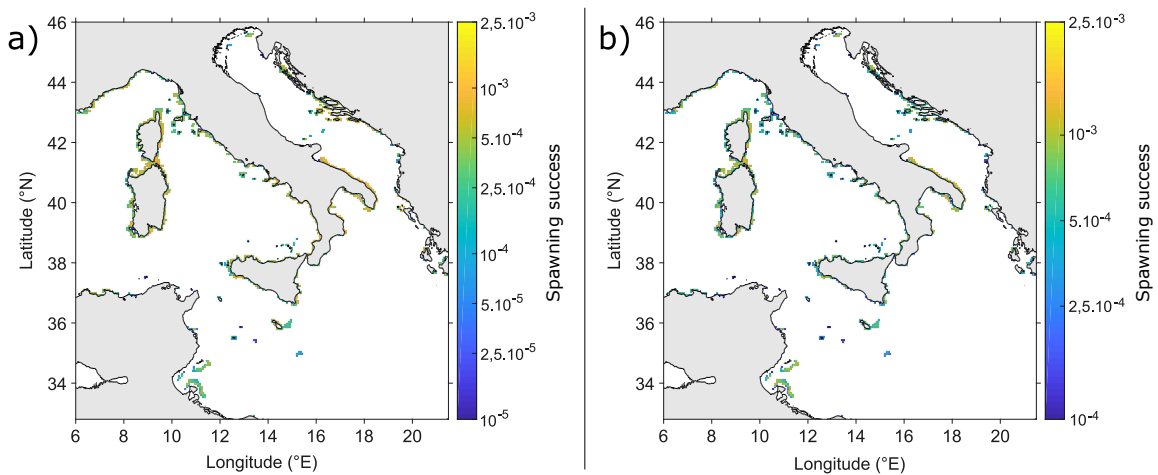 a)
46
44
42
40
38
36
34
Latitude (°N)
6 8 10 12 14 16 18 20
Longitude (°E)
2,5.10⁻³
10⁻³
5.10⁻⁴
2,5.10⁻⁴
10⁻⁴
5.10⁻⁵
2,5.10⁻⁵
10⁻⁵
Spawning success
b)
46
44
42
40
38
36
34
Latitude (°N)
6 8 10 12 14 16 18 20
Longitude (°E)
2,5.10⁻³
10⁻³
5.10⁻⁴
2,5.10⁻⁴
10⁻⁴
Spawning success